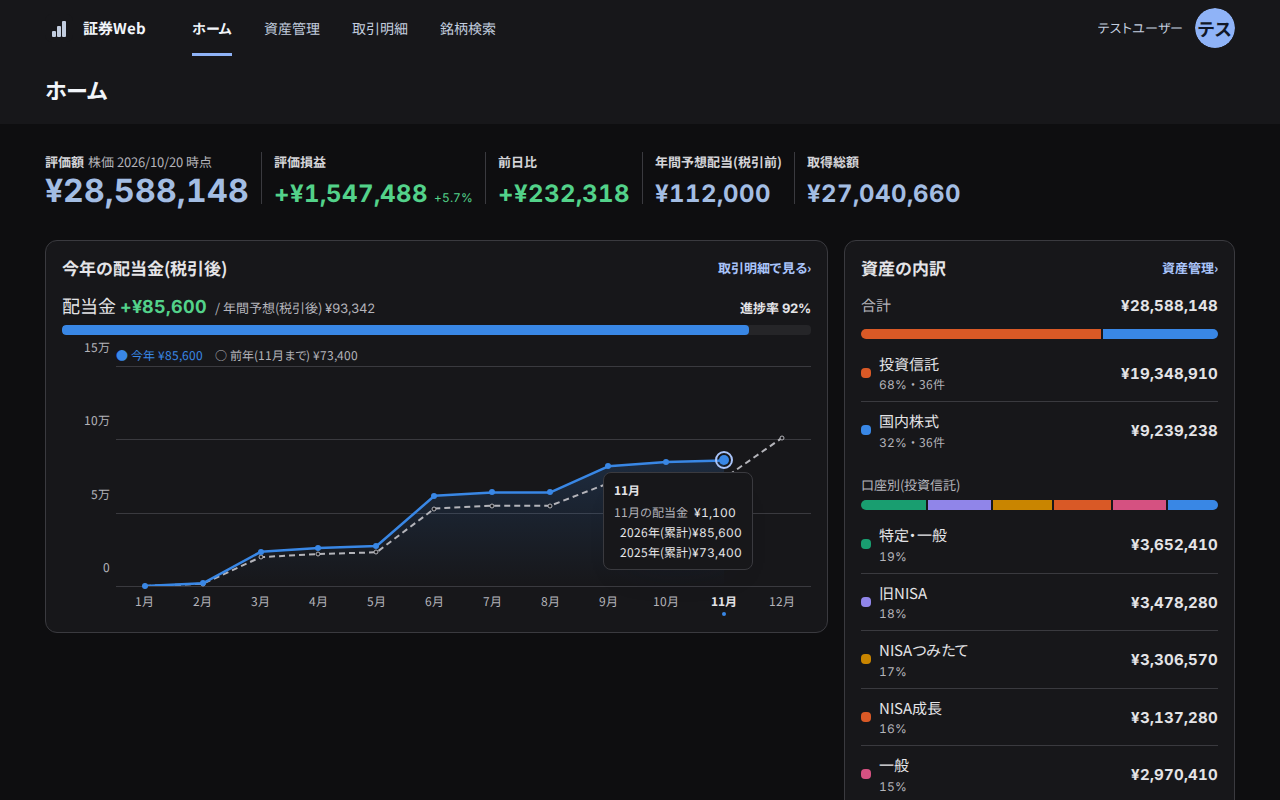 証券Web ホーム 資産管理 取引明細 銘柄検索 テストユーザー テス
ホーム
評価額 株価 2026/10/20 時点
¥28,588,148
評価損益
+¥1,547,488 +5.7%
前日比
+¥232,318
年間予想配当(税引前)
¥112,000
取得総額
¥27,040,660
今年の配当金(税引後) 取引明細で見る›
配当金 +¥85,600 / 年間予想(税引後) ¥93,342 進捗率 92%
今年 ¥85,600 前年(11月まで) ¥73,400
15万
10万
5万
0
11月
11月の配当金 ¥1,100
2026年(累計)¥85,600
2025年(累計)¥73,400
1月 2月 3月 4月 5月 6月 7月 8月 9月 10月 11月 12月
資産の内訳 資産管理›
合計 ¥28,588,148
投資信託 ¥19,348,910
68%・36件
国内株式 ¥9,239,238
32%・36件
口座別(投資信託)
特定・一般 ¥3,652,410
19%
旧NISA ¥3,478,280
18%
NISAつみたて ¥3,306,570
17%
NISA成長 ¥3,137,280
16%
一般 ¥2,970,410
15%